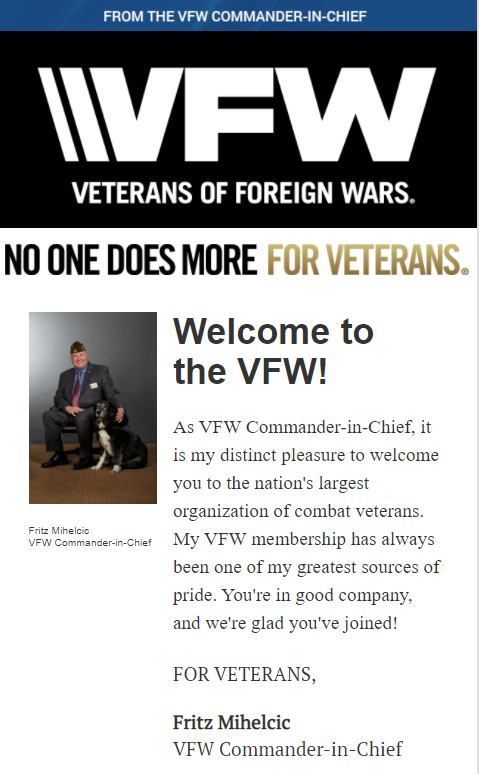 FROM THE VFW COMMANDER-IN-CHIEF
VFW
VETERANS OF FOREIGN WARS.
NO ONE DOES MORE FOR VETERANS.®
Welcome to
the VFW!
As VFW Commander-in-Chief, it
is my distinct pleasure to welcome
you to the nation's largest
organization of combat veterans.
My VFW membership has always
been one of my greatest sources of
pride. You're in good company,
and we're glad you've joined!
FOR VETERANS,
Fritz Mihelcic
VFW Commander-in-Chief
Fritz Mihelcic
VFW Commander-in-Chief